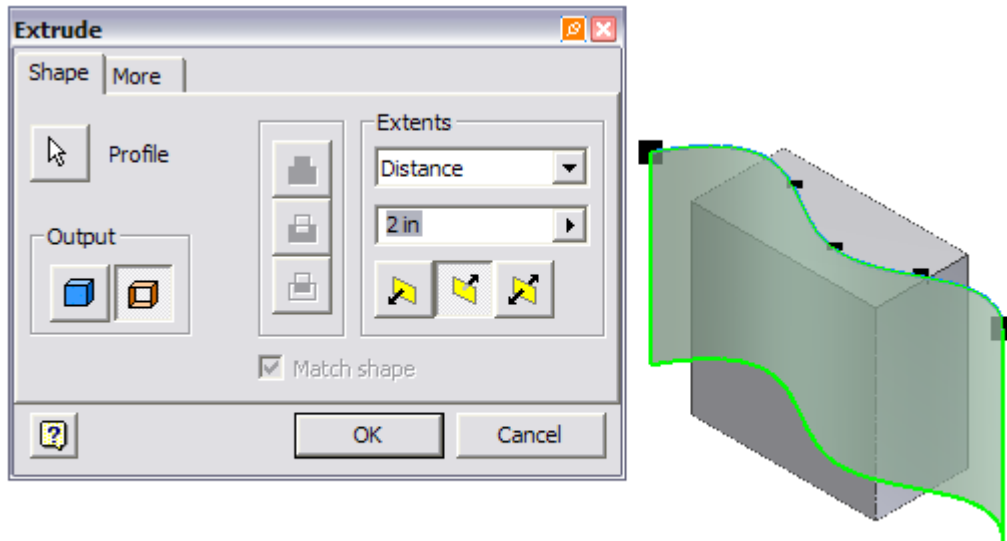 Extrude
Shape
More
Profile
Extents
Distance
2 in
Output
Match shape
?
OK
Cancel